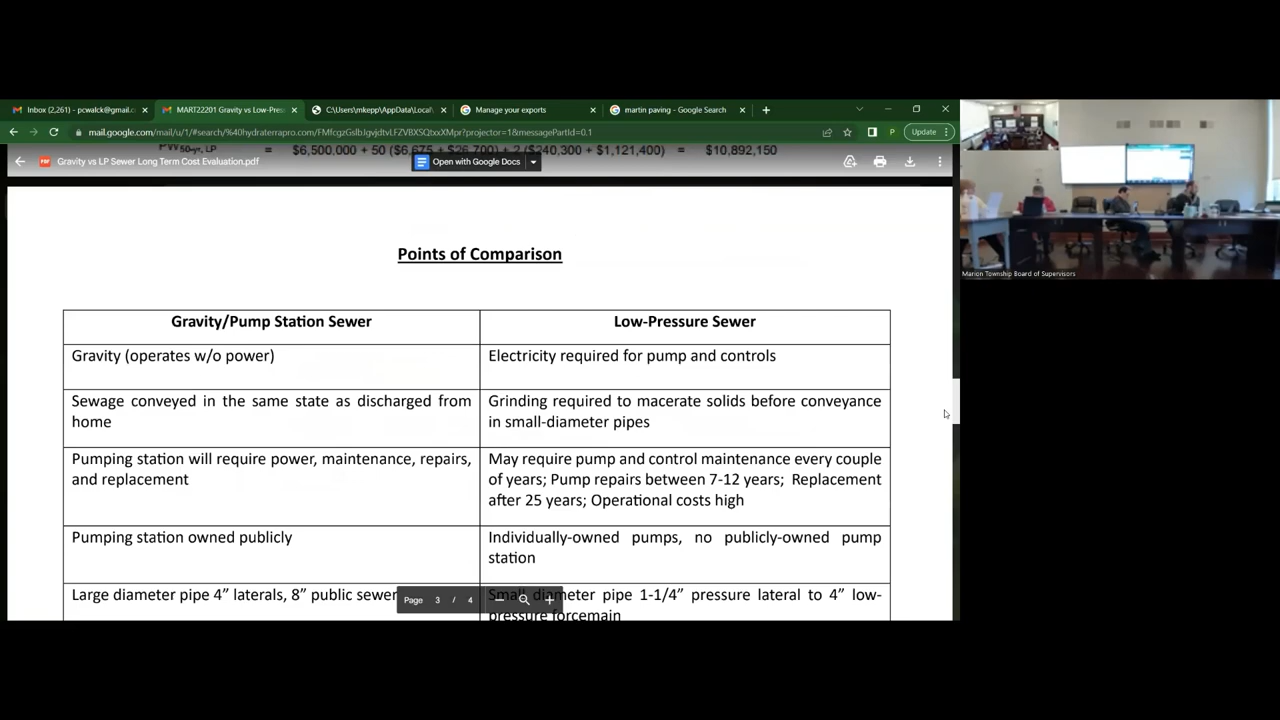 Inbox (2,261) - pcwalck@gmail.c
MART22201 Gravity vs Low-Pres
C:\Users\mkepp\AppData\Local\
Manage your exports
martin paving - Google Search
Update
PW50-yr, LP = $6,500,000 + 50 ($6,675 + $26,700) + 2 ($240,300 + $1,121,400) = $10,892,150
Gravity vs LP Sewer Long Term Cost Evaluation.pdf
Open with Google Docs
Points of Comparison
Gravity/Pump Station Sewer
Low-Pressure Sewer
Gravity (operates w/o power)
Electricity required for pump and controls
Sewage conveyed in the same state as discharged from
home
Grinding required to macerate solids before conveyance
in small-diameter pipes
Pumping station will require power, maintenance, repairs,
and replacement
May require pump and control maintenance every couple
of years; Pump repairs between 7-12 years; Replacement
after 25 years; Operational costs high
Pumping station owned publicly
Individually-owned pumps, no publicly-owned pump
station
Large diameter pipe 4” laterals, 8” public sewer
Small diameter pipe 1-1/4” pressure lateral to 4” low-
pressure forcemain
Page 3 / 4
Marion Township Board of Supervisors